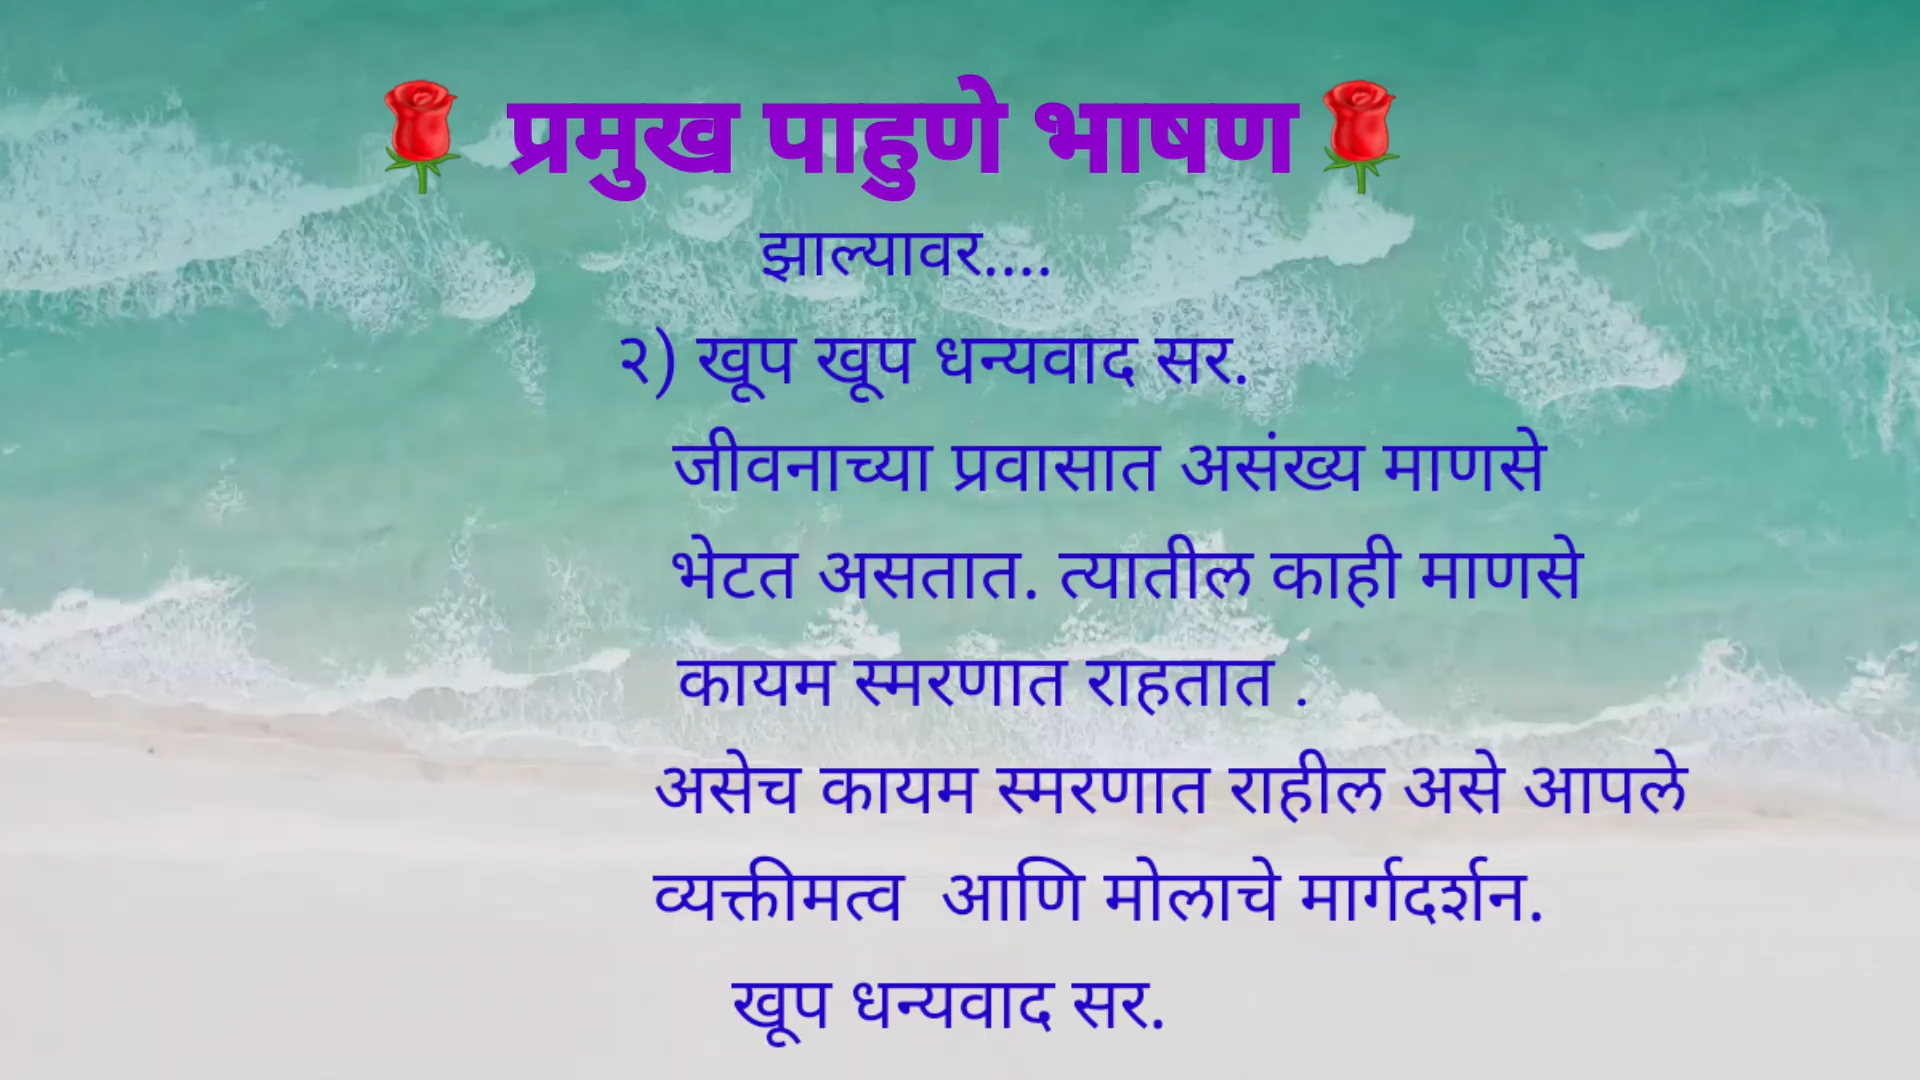 🌹 प्रमुख पाहुणे भाषण🌹
झाल्यावर....
२) खूप खूप धन्यवाद सर.
जीवनाच्या प्रवासात असंख्य माणसे
भेटत असतात. त्यातील काही माणसे
कायम स्मरणात राहतात .
असेच कायम स्मरणात राहील असे आपले
व्यक्तीमत्व  आणि मोलाचे मार्गदर्शन.
खूप धन्यवाद सर.